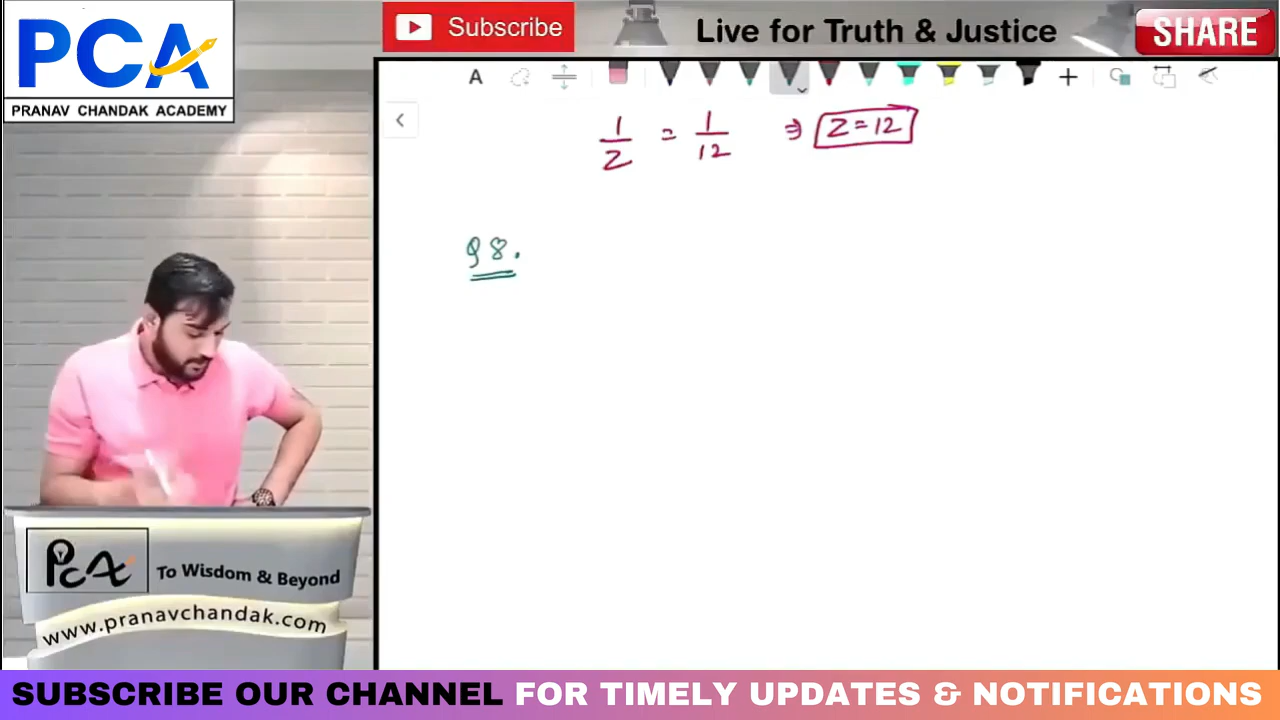 PCA
PRANAV CHANDAK ACADEMY
Subscribe
Live for Truth & Justice
SHARE
A
1/Z = 1/12 ⇒ Z=12
Q8.
PCA
To Wisdom & Beyond
www.pranavchandak.com
SUBSCRIBE OUR CHANNEL FOR TIMELY UPDATES & NOTIFICATIONS